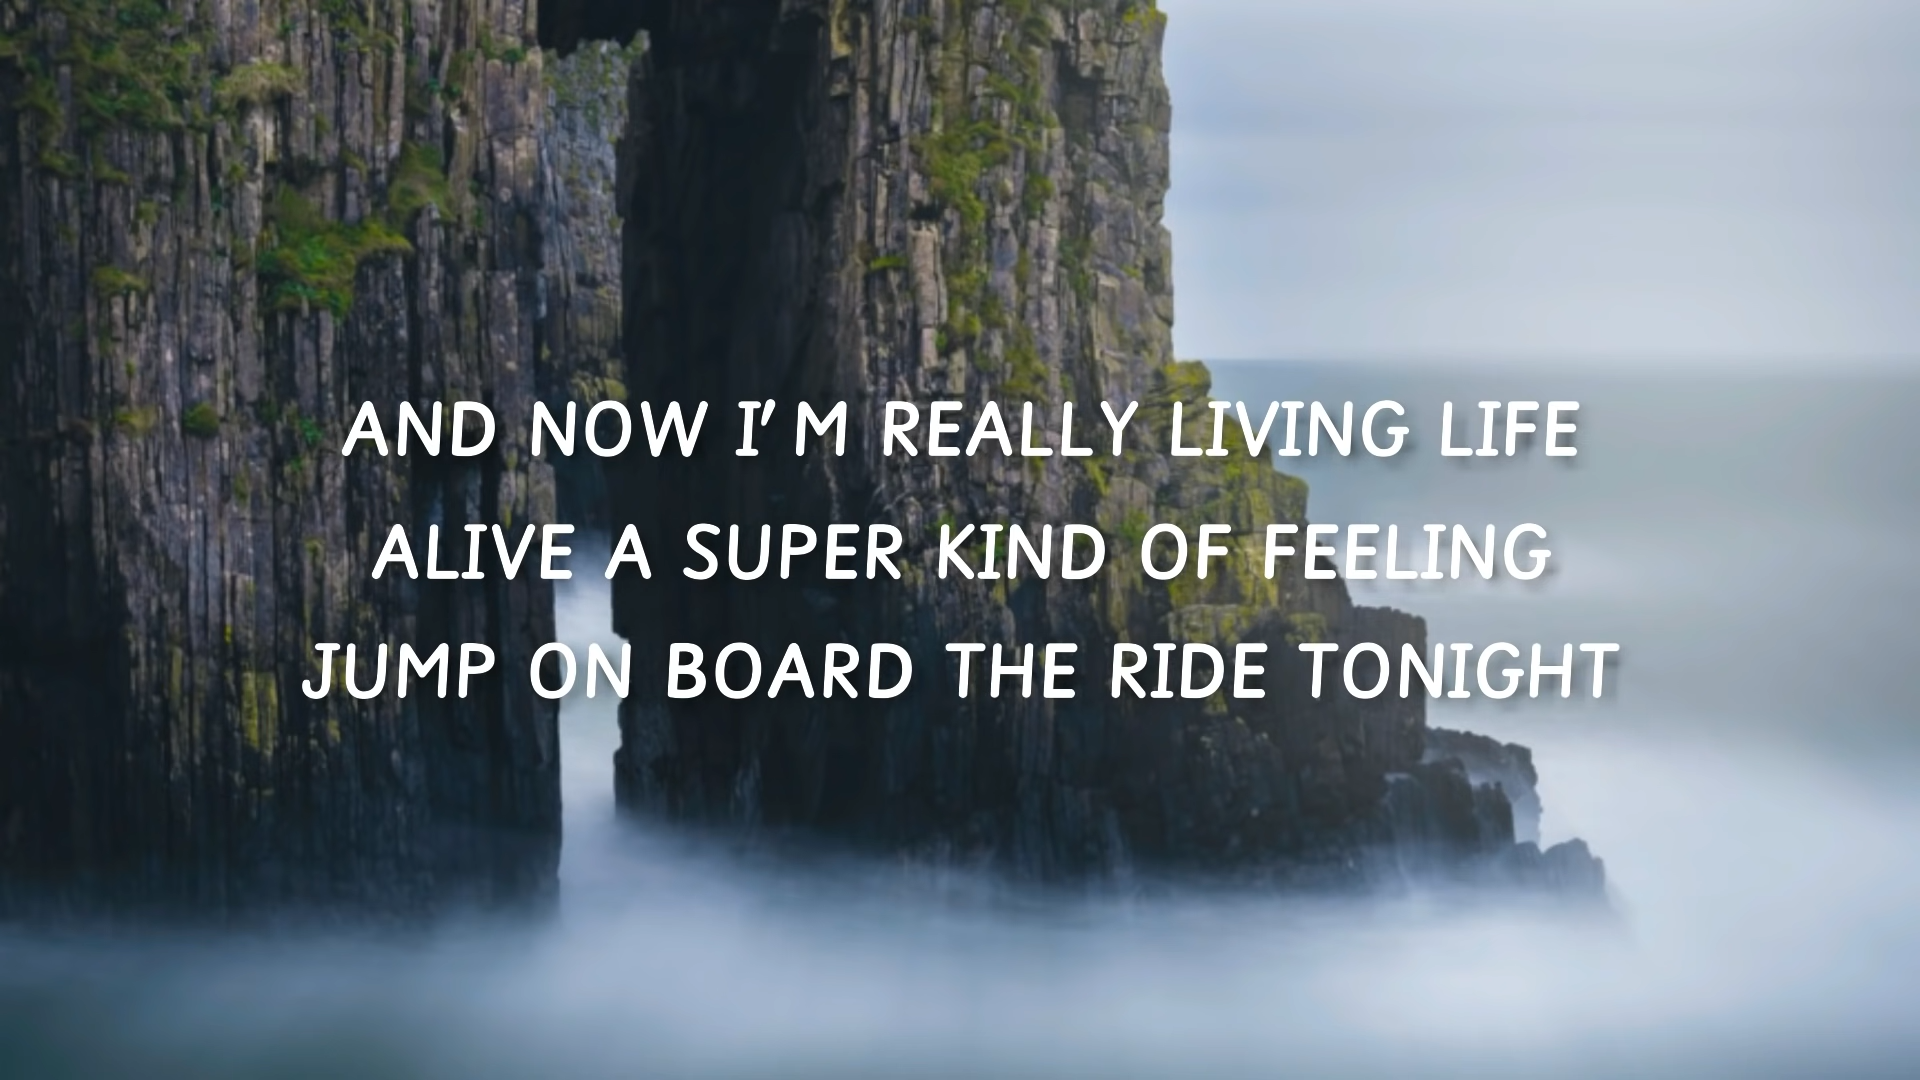 AND NOW I'M REALLY LIVING LIFE
ALIVE A SUPER KIND OF FEELING
JUMP ON BOARD THE RIDE TONIGHT